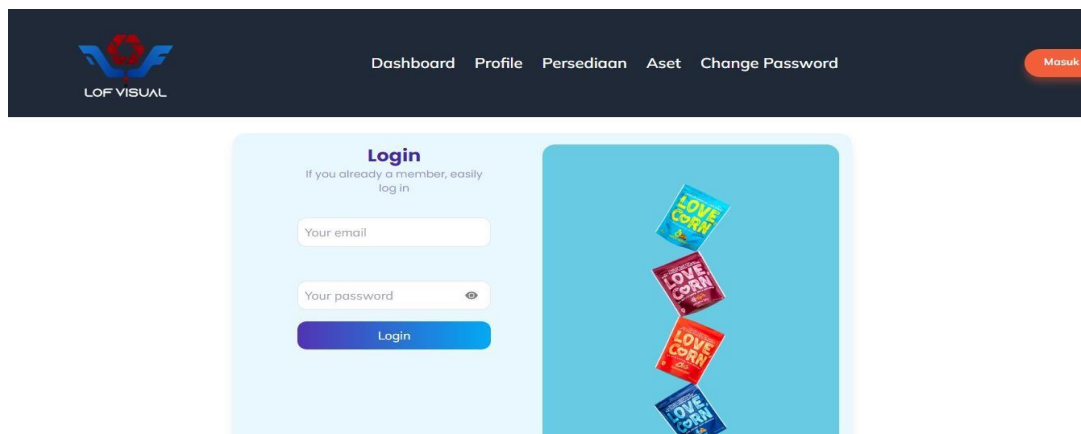 LOF VISUAL
Dashboard Profile Persediaan Aset Change Password
Masuk
Login
If you already a member, easily
log in
Your email
Your password
Login
LOVE
CORN
LOVE
CORN
LOVE
CORN
LOVE
CORN